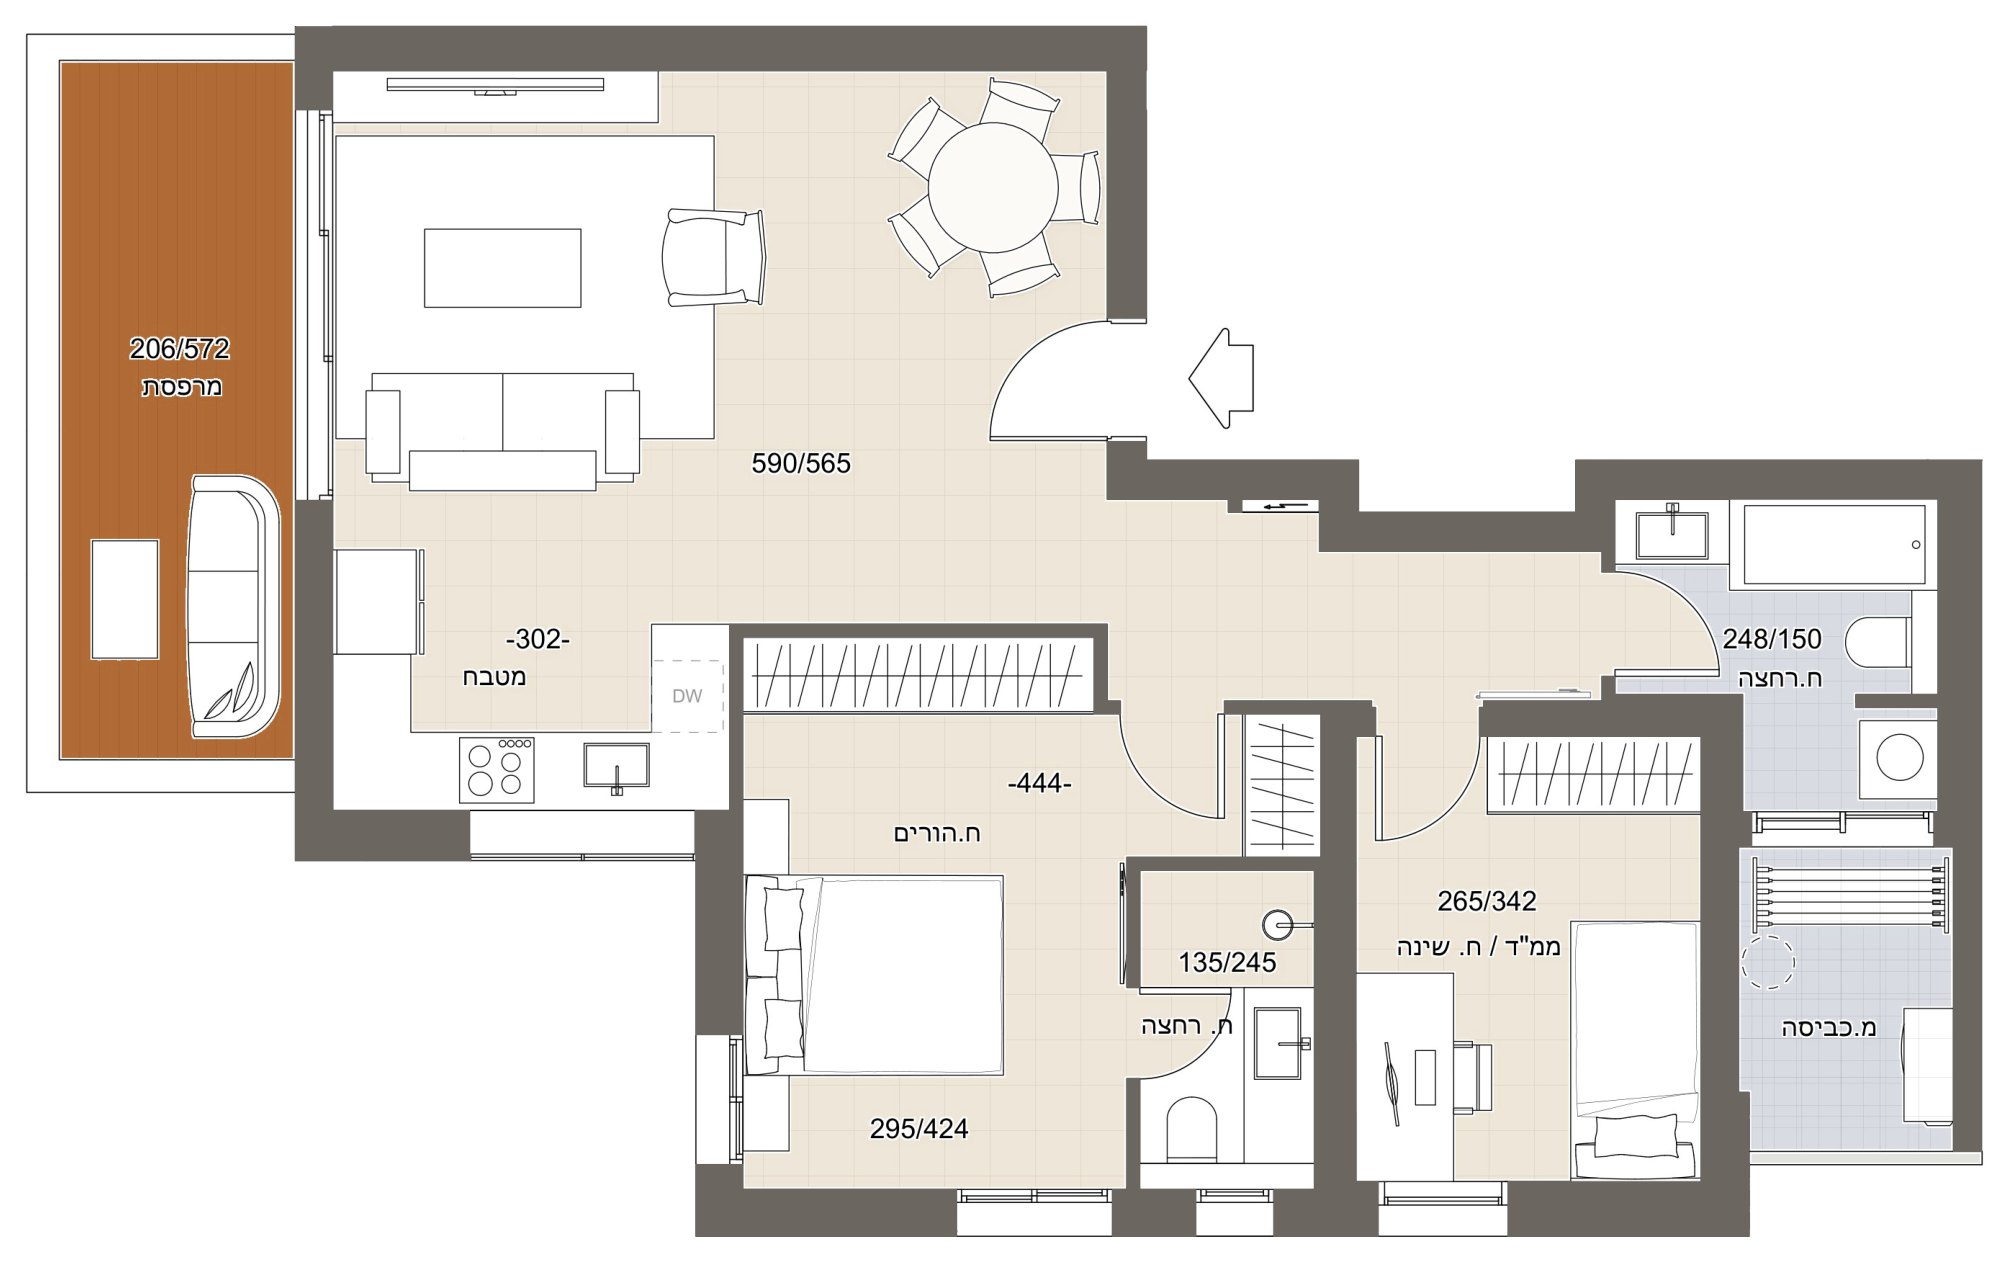 206/572
מרפסת
590/565
-302-
מטבח
DW
248/150
ח.רחצה
-444-
ח.הורים
265/342
ממ"ד / ח. שינה
135/245
ח. רחצה
מ.כביסה
295/424